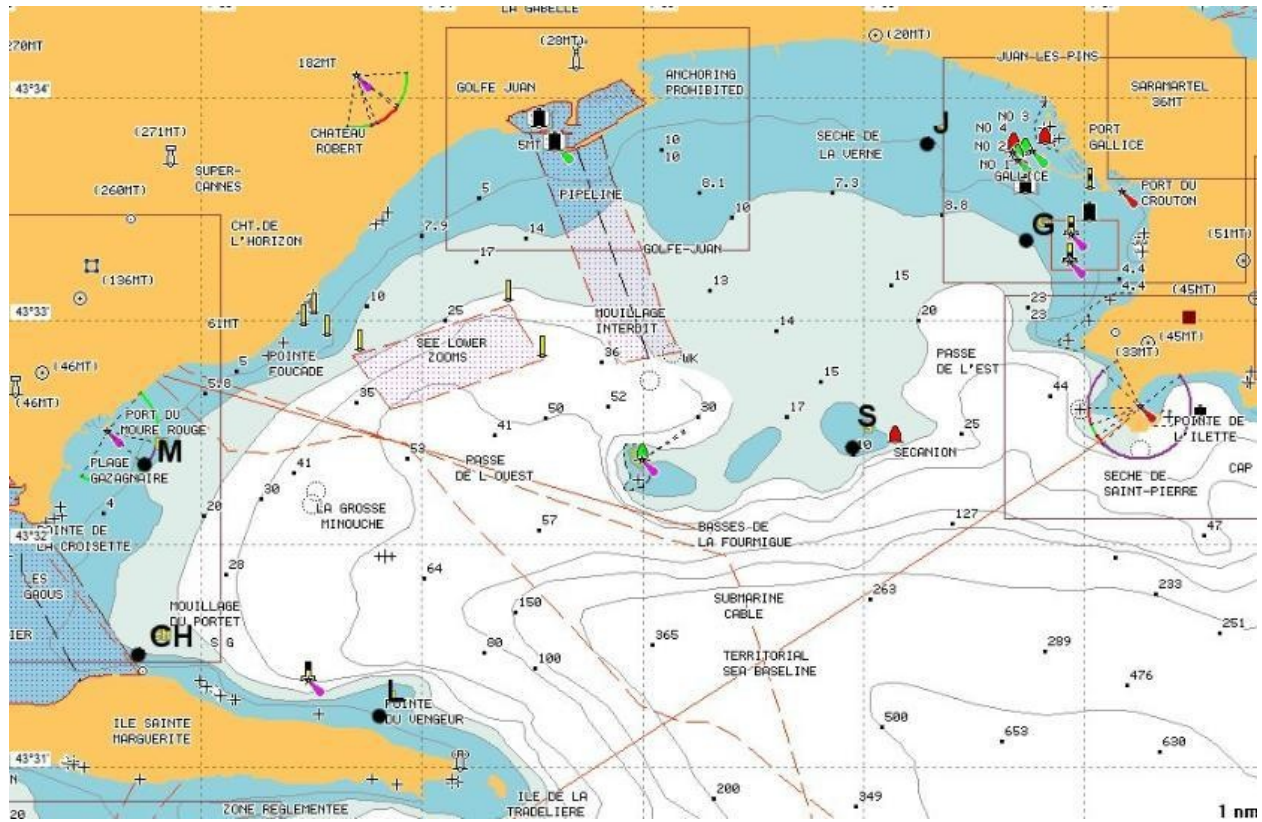 LA GABELLE
270MT
(28MT)
(20MT)
182MT
JUAN-LES-PINS
ANCHORING
PROHIBITED
GOLFE JUAN
SARAMARTEL
36MT
43°34'
J
NO 3
NO 4
NO 2
NO 1
PORT
GALLICE
GALLICE
CHATEAU
ROBERT
(271MT)
5MT
10
10
SECHE DE
LA VERNE
SUPER-
CANNES
(260MT)
PIPELINE
5
8.1
7.3
PORT DU
CROUTON
10
8.8
CHT.DE
L'HORIZON
7.9
14
GOLFE-JUAN
G
(51MT)
17
(136MT)
13
15
4.4
4.4
(45MT)
10
23
23
43°33'
61MT
25
MOUILLAGE
INTERDIT
14
20
SEE LOWER
ZOOMS
PASSE
DE L'EST
(45MT)
(33MT)
POINTE
FOUCADE
36
WK
(46MT)
5
5.8
15
44
(46MT)
35
52
50
30
17
S
PORT DU
MOURE ROUGE
41
25
POINTE DE
L'ILETTE
M
10
SECANION
53
PASSE
DE L'OUEST
PLAGE
GAZAGNAIRE
41
SECHE DE
SAINT-PIERRE
CAP
30
LA GROSSE
MINOUCHE
4
20
57
127
47
43°32'
POINTE DE
LA CROISETTE
BASSES DE
LA FOURMIGUE
28
64
LES
GAOUS
263
233
SUBMARINE
CABLE
MOUILLAGE
DU PORTET
150
251
CH
S G
IER
80
100
365
TERRITORIAL
SEA BASELINE
289
476
L
POINTE
DU VENGEUR
ILE SAINTE
MARGUERITE
500
653
630
43°31'
N
20
ZONE REGLEMENTEE
ILE DE LA
TRADELIERE
200
349
1 nm